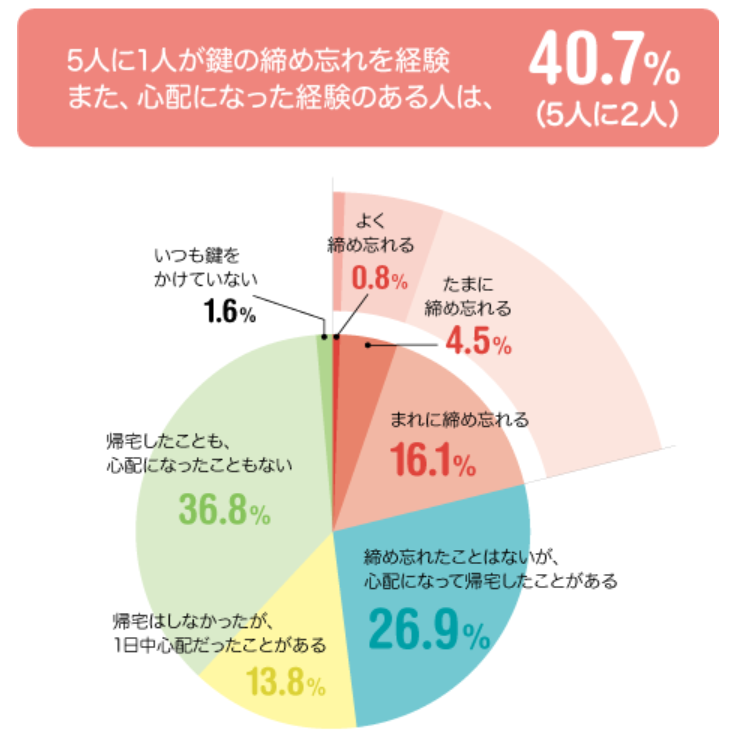 5人に1人が鍵の締め忘れを経験
また、心配になった経験のある人は、
40.7%
(5人に2人)
よく
締め忘れる
0.8%
たまに
締め忘れる
4.5%
いつも鍵を
かけていない
1.6%
まれに締め忘れる
16.1%
帰宅したことも、
心配になったこともない
36.8%
締め忘れたことはないが、
心配になって帰宅したことがある
26.9%
帰宅はしなかったが、
1日中心配だったことがある
13.8%